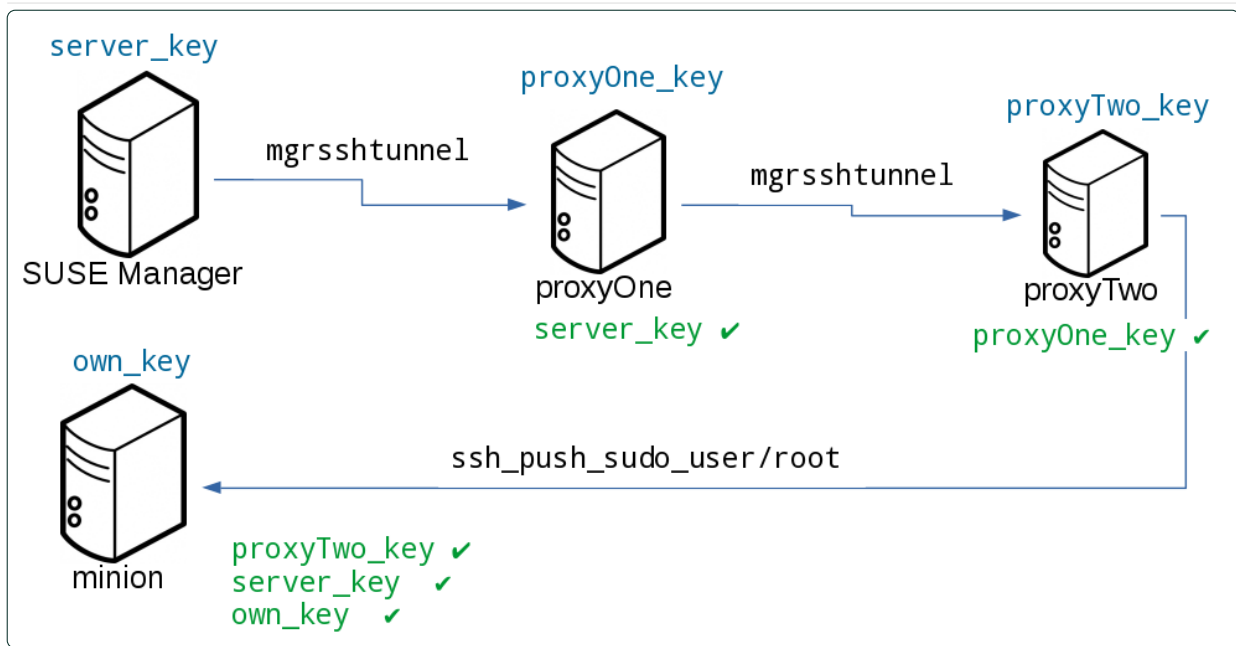 server_key
proxyOne_key
proxyTwo_key
mgrsshtunnel
mgrsshtunnel
SUSE Manager
proxyOne
proxyTwo
server_key ✔
proxyOne_key ✔
own_key
ssh_push_sudo_user/root
proxyTwo_key ✔
server_key ✔
own_key ✔
minion